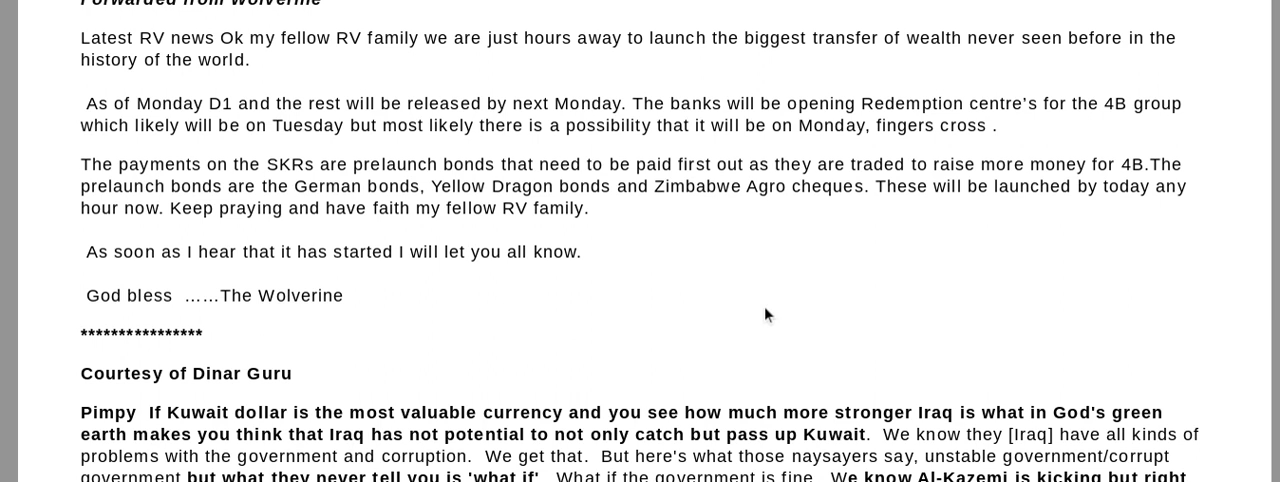 Forwarded from Wolverine
Latest RV news Ok my fellow RV family we are just hours away to launch the biggest transfer of wealth never seen before in the
history of the world.
As of Monday D1 and the rest will be released by next Monday. The banks will be opening Redemption centre's for the 4B group
which likely will be on Tuesday but most likely there is a possibility that it will be on Monday, fingers cross .
The payments on the SKRs are prelaunch bonds that need to be paid first out as they are traded to raise more money for 4B.The
prelaunch bonds are the German bonds, Yellow Dragon bonds and Zimbabwe Agro cheques. These will be launched by today any
hour now. Keep praying and have faith my fellow RV family.
As soon as I hear that it has started I will let you all know.
God bless ……The Wolverine
****************
Courtesy of Dinar Guru
Pimpy If Kuwait dollar is the most valuable currency and you see how much more stronger Iraq is what in God's green
earth makes you think that Iraq has not potential to not only catch but pass up Kuwait. We know they [Iraq] have all kinds of
problems with the government and corruption. We get that. But here's what those naysayers say, unstable government/corrupt
government but what they never tell you is 'what if'. What if the government is fine. We know Al-Kazemi is kicking but right